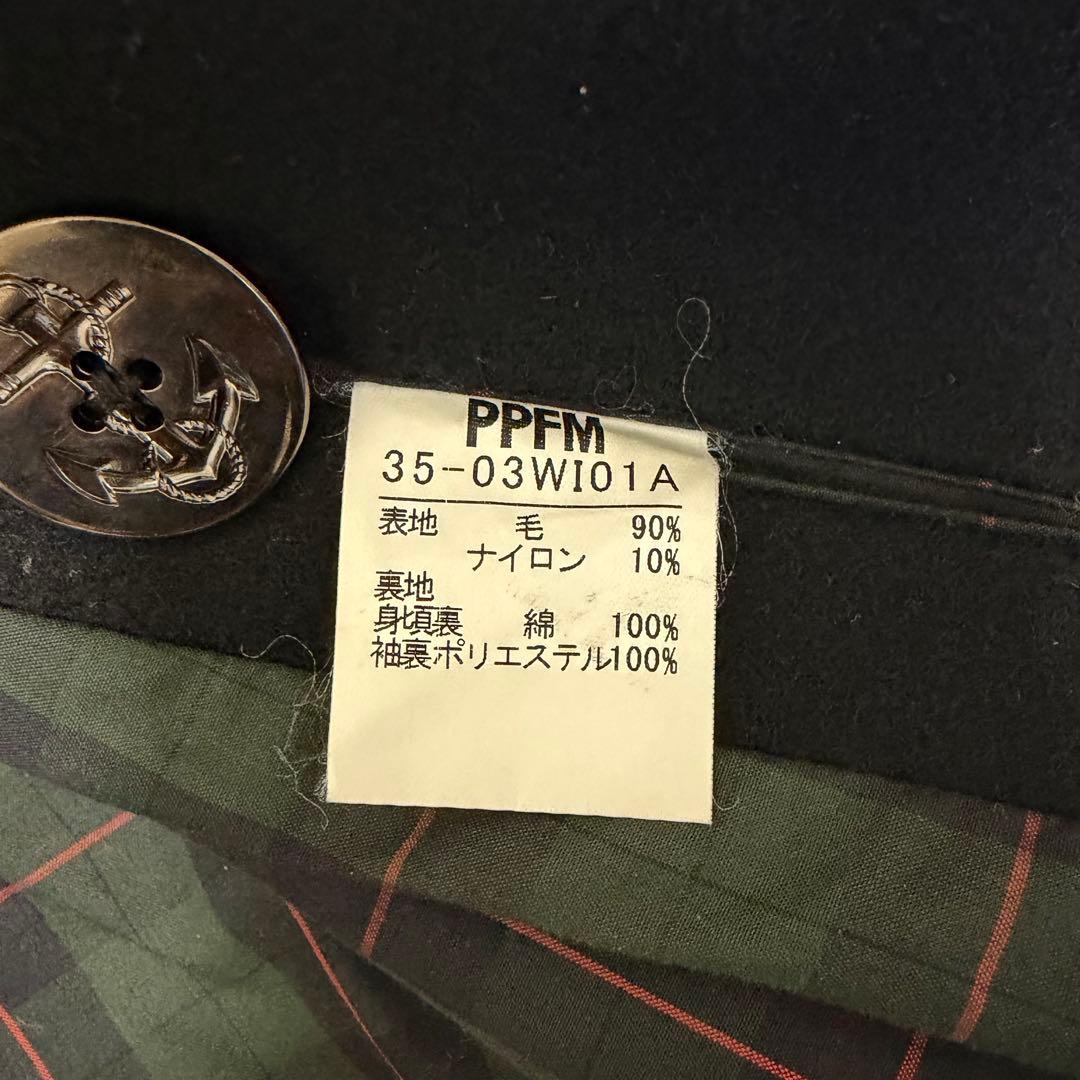 PPFM
35-03WI01A
表地 毛 90%
ナイロン 10%
裏地
身頃裏 綿 100%
袖裏ポリエステル100%